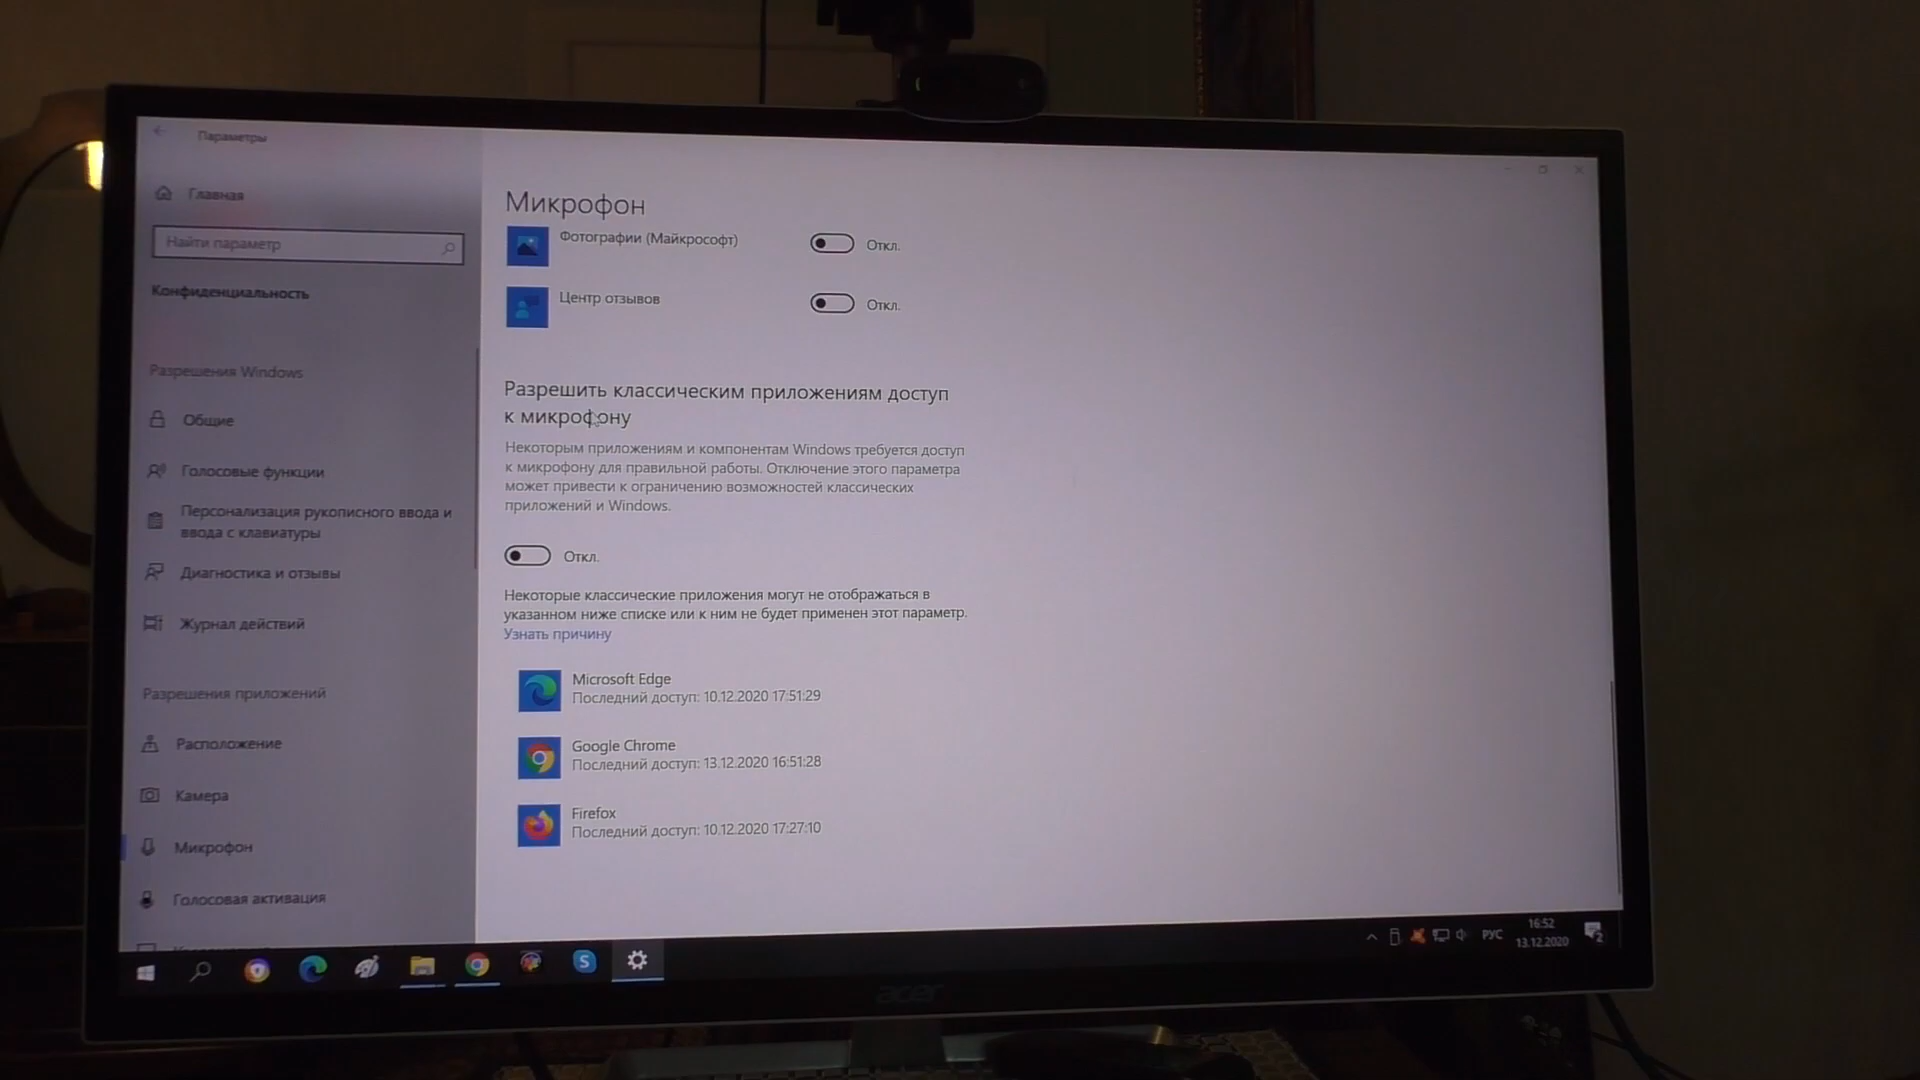 Параметры
Главная
Найти параметр
Конфиденциальность
Разрешения Windows
Общие
Голосовые функции
Персонализация рукописного ввода и
ввода с клавиатуры
Диагностика и отзывы
Журнал действий
Разрешения приложений
Расположение
Камера
Микрофон
Голосовая активация
Микрофон
Фотографии (Майкрософт)
Откл.
Центр отзывов
Откл.
Разрешить классическим приложениям доступ
к микрофону
Некоторым приложениям и компонентам Windows требуется доступ
к микрофону для правильной работы. Отключение этого параметра
может привести к ограничению возможностей классических
приложений и Windows.
Откл.
Некоторые классические приложения могут не отображаться в
указанном ниже списке или к ним не будет применен этот параметр.
Узнать причину
Microsoft Edge
Последний доступ: 10.12.2020 17:51:29
Google Chrome
Последний доступ: 13.12.2020 16:51:28
Firefox
Последний доступ: 10.12.2020 17:27:10
РУС
16:52
13.12.2020
2
acer